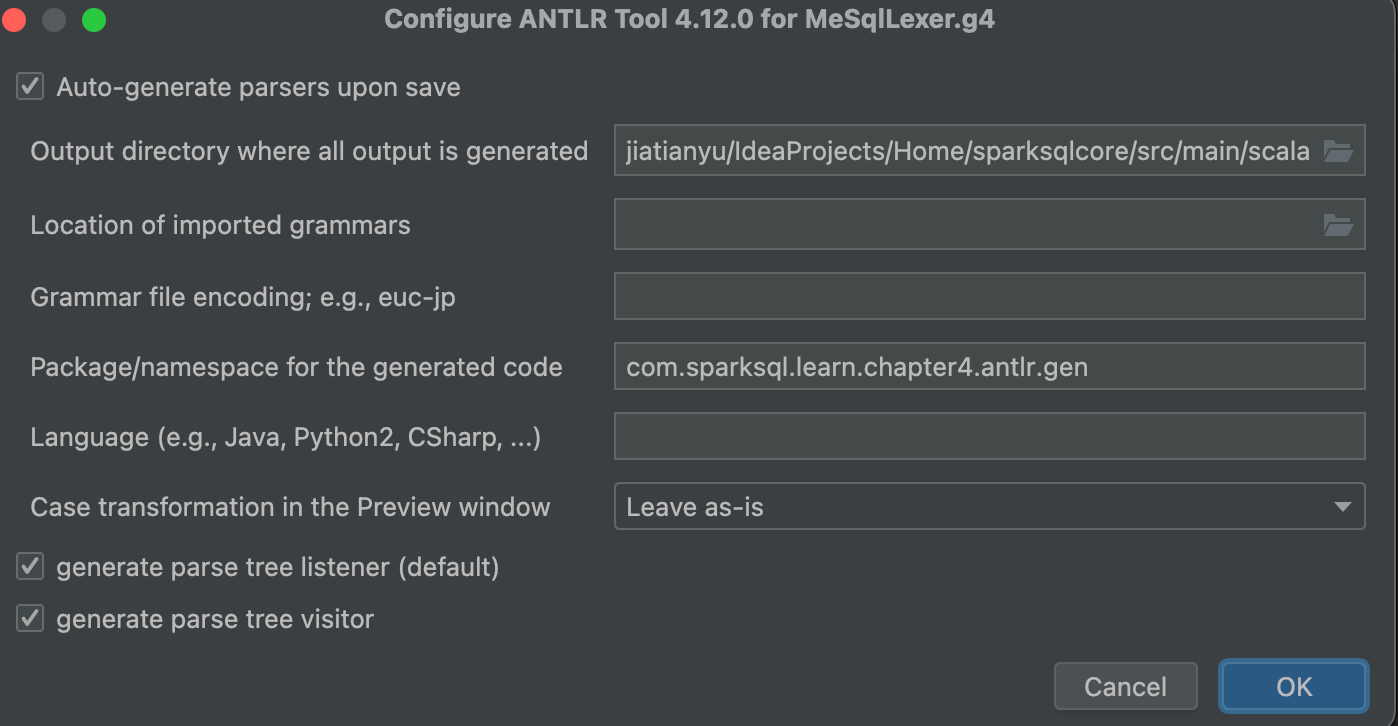 Configure ANTLR Tool 4.12.0 for MeSqlLexer.g4
Auto-generate parsers upon save
Output directory where all output is generated jiatianyu/IdeaProjects/Home/sparksqlcore/src/main/scala
Location of imported grammars
Grammar file encoding; e.g., euc-jp
Package/namespace for the generated code com.sparksql.learn.chapter4.antlr.gen
Language (e.g., Java, Python2, CSharp, ...)
Case transformation in the Preview window Leave as-is
generate parse tree listener (default)
generate parse tree visitor
Cancel OK